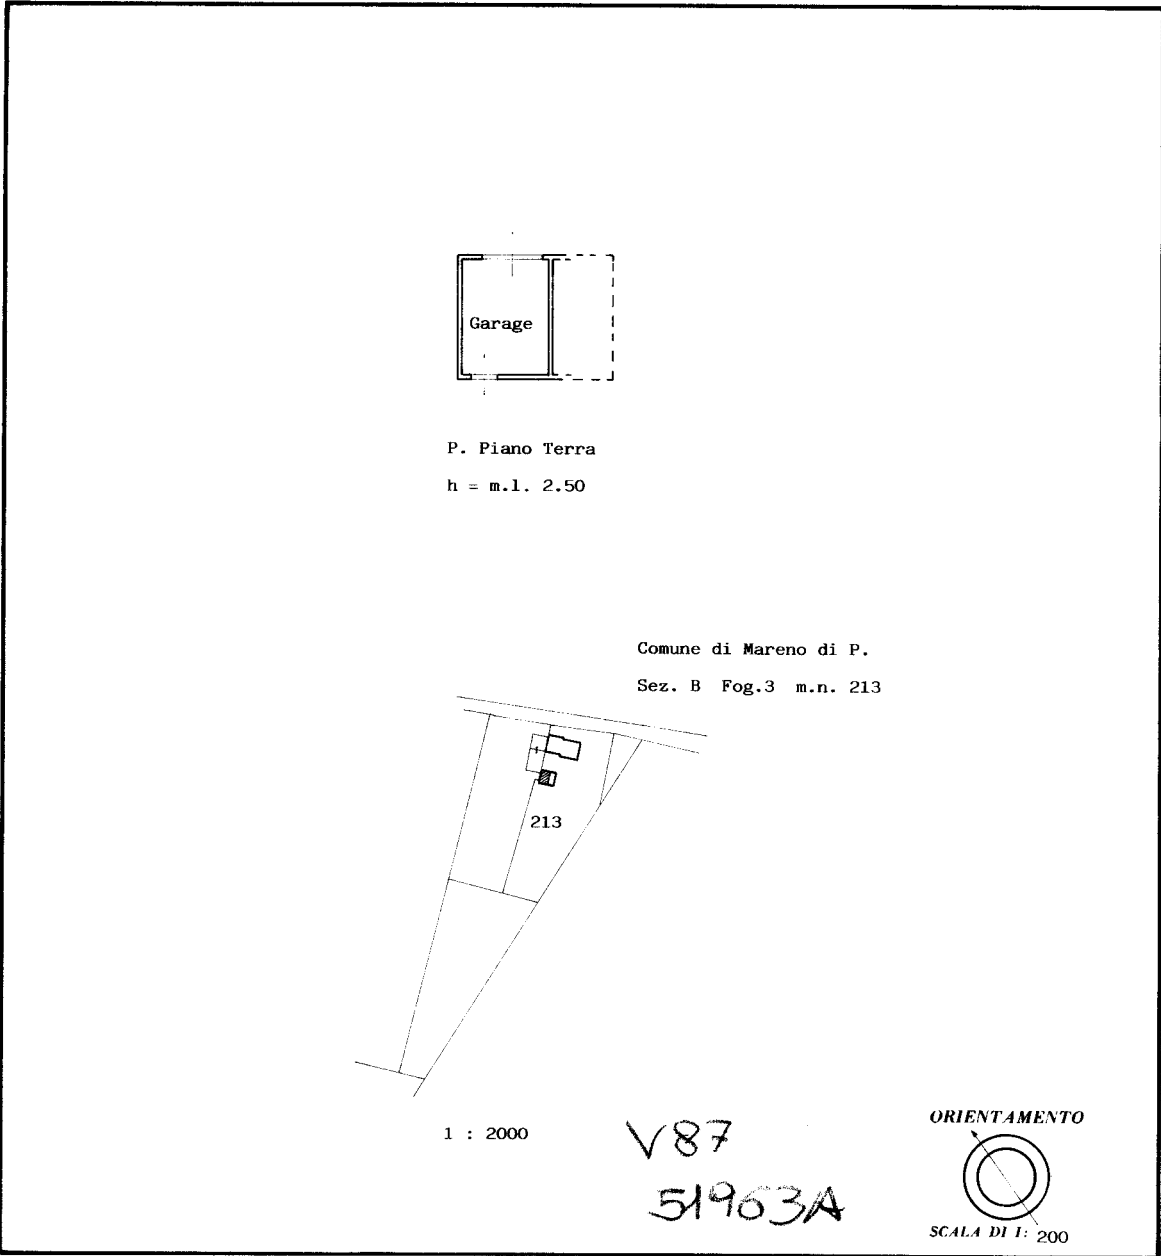 Garage
P. Piano Terra
h = m.l. 2.50
Comune di Mareno di P.
Sez. B Fog.3 m.n. 213
213
1 : 2000
V87
51963A
ORIENTAMENTO
SCALA DI 1: 200